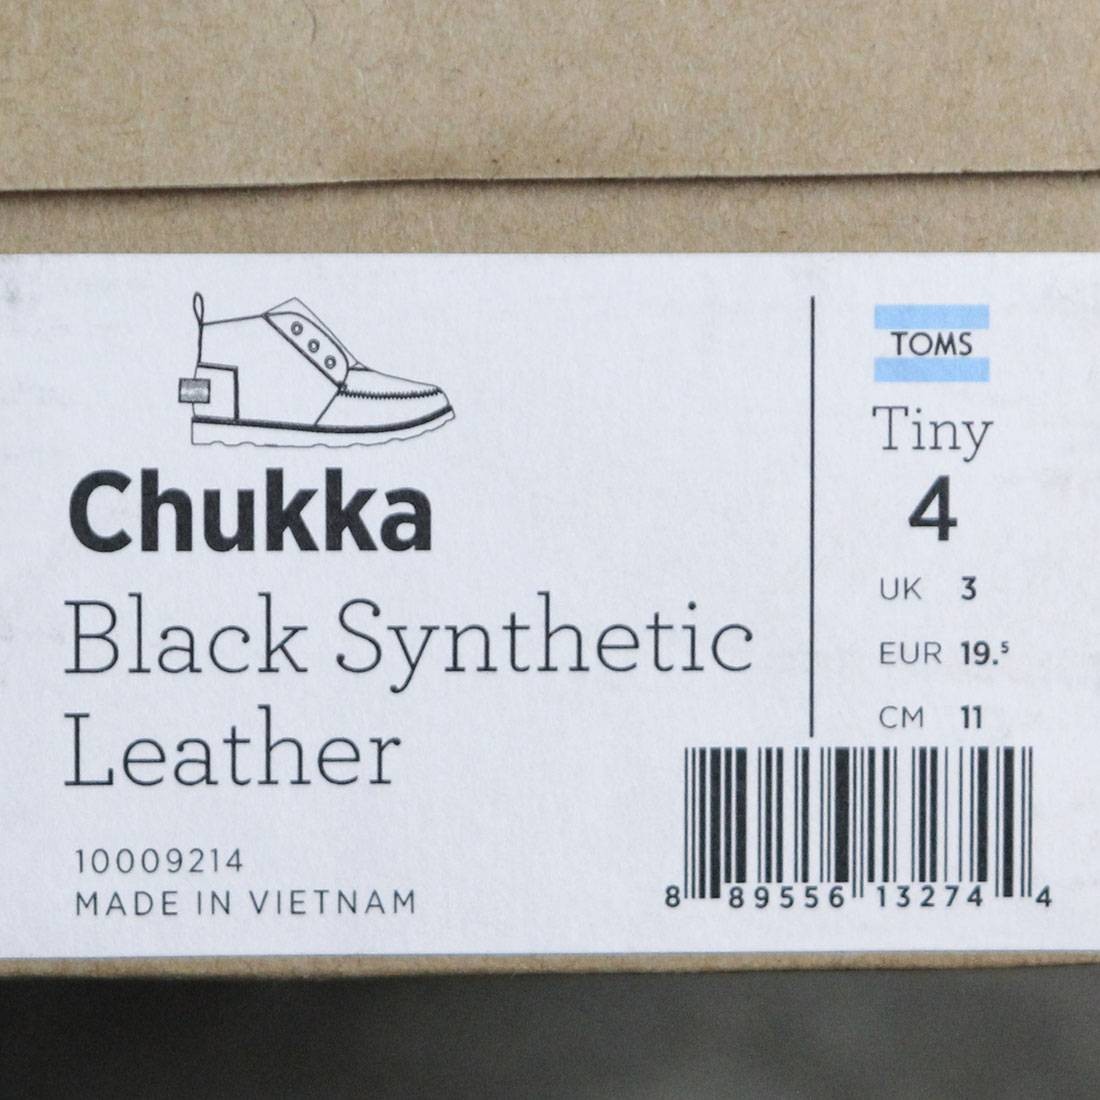 Chukka
Black Synthetic
Leather
10009214
MADE IN VIETNAM
TOMS
Tiny
4
UK 3
EUR 19.⁵
CM 11
8 89556 13274 4